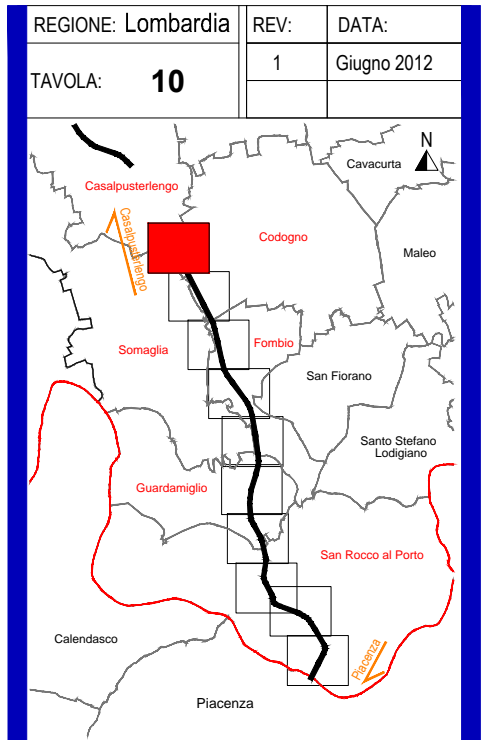 REGIONE: Lombardia
REV:
DATA:
TAVOLA: 10
1
Giugno 2012
N
Cavacurta
Casalpusterlengo
Casalpusterlengo
Codogno
Maleo
Somaglia
Fombio
San Fiorano
Santo Stefano
Lodigiano
Guardamiglio
San Rocco al Porto
Calendasco
Piacenza
Piacenza